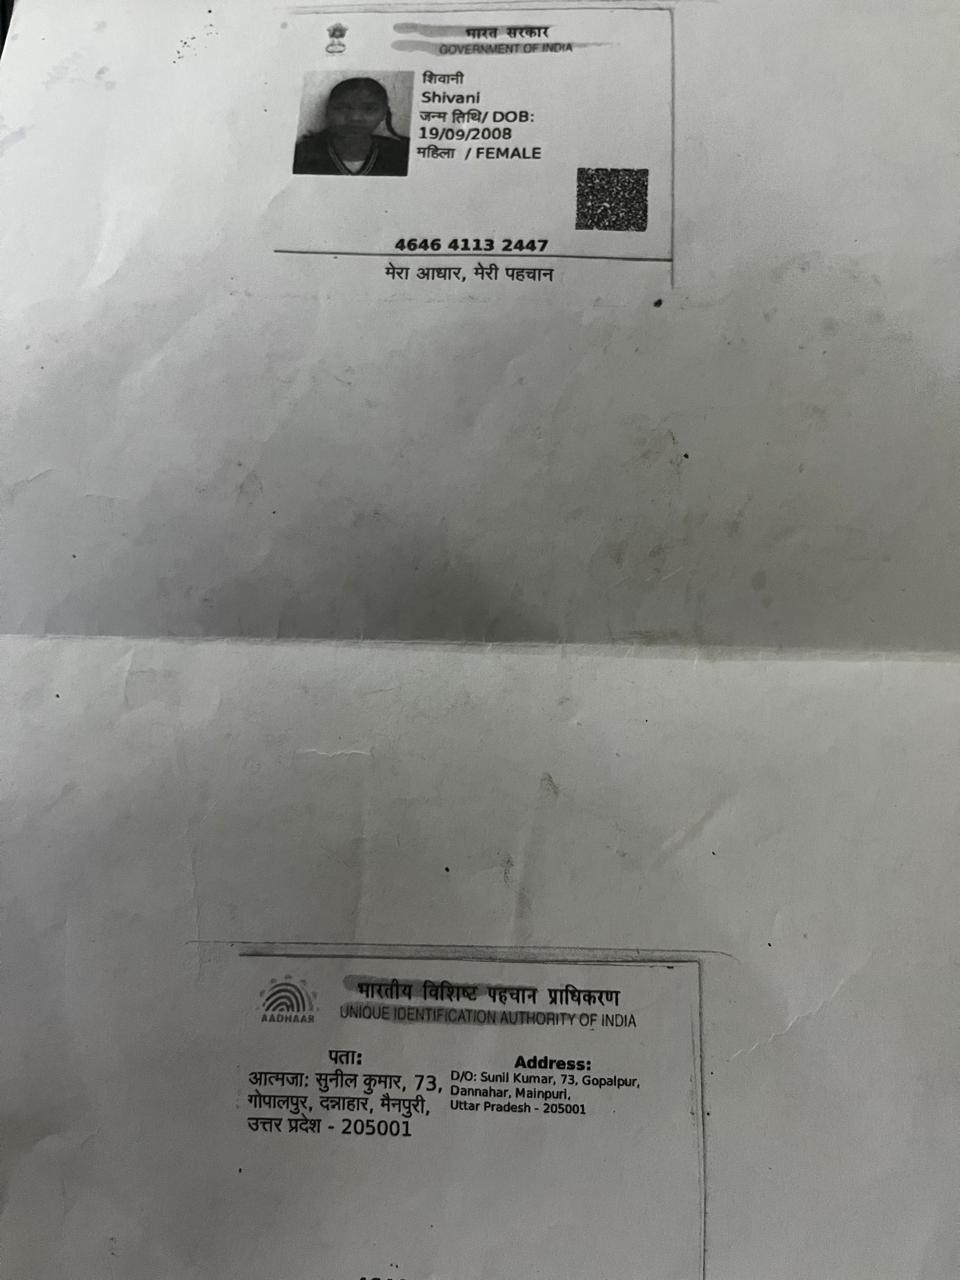 भारत सरकार
GOVERNMENT OF INDIA
शिवानी
Shivani
जन्म तिथि/ DOB:
19/09/2008
महिला / FEMALE
4646 4113 2447
मेरा आधार, मेरी पहचान
AADHAAR
भारतीय विशिष्ट पहचान प्राधिकरण
UNIQUE IDENTIFICATION AUTHORITY OF INDIA
पता:
आत्मजा: सुनील कुमार, 73,
गोपालपुर, दन्नाहार, मैनपुरी,
उत्तर प्रदेश - 205001
Address:
D/O: Sunil Kumar, 73, Gopalpur,
Dannahar, Mainpuri,
Uttar Pradesh - 205001